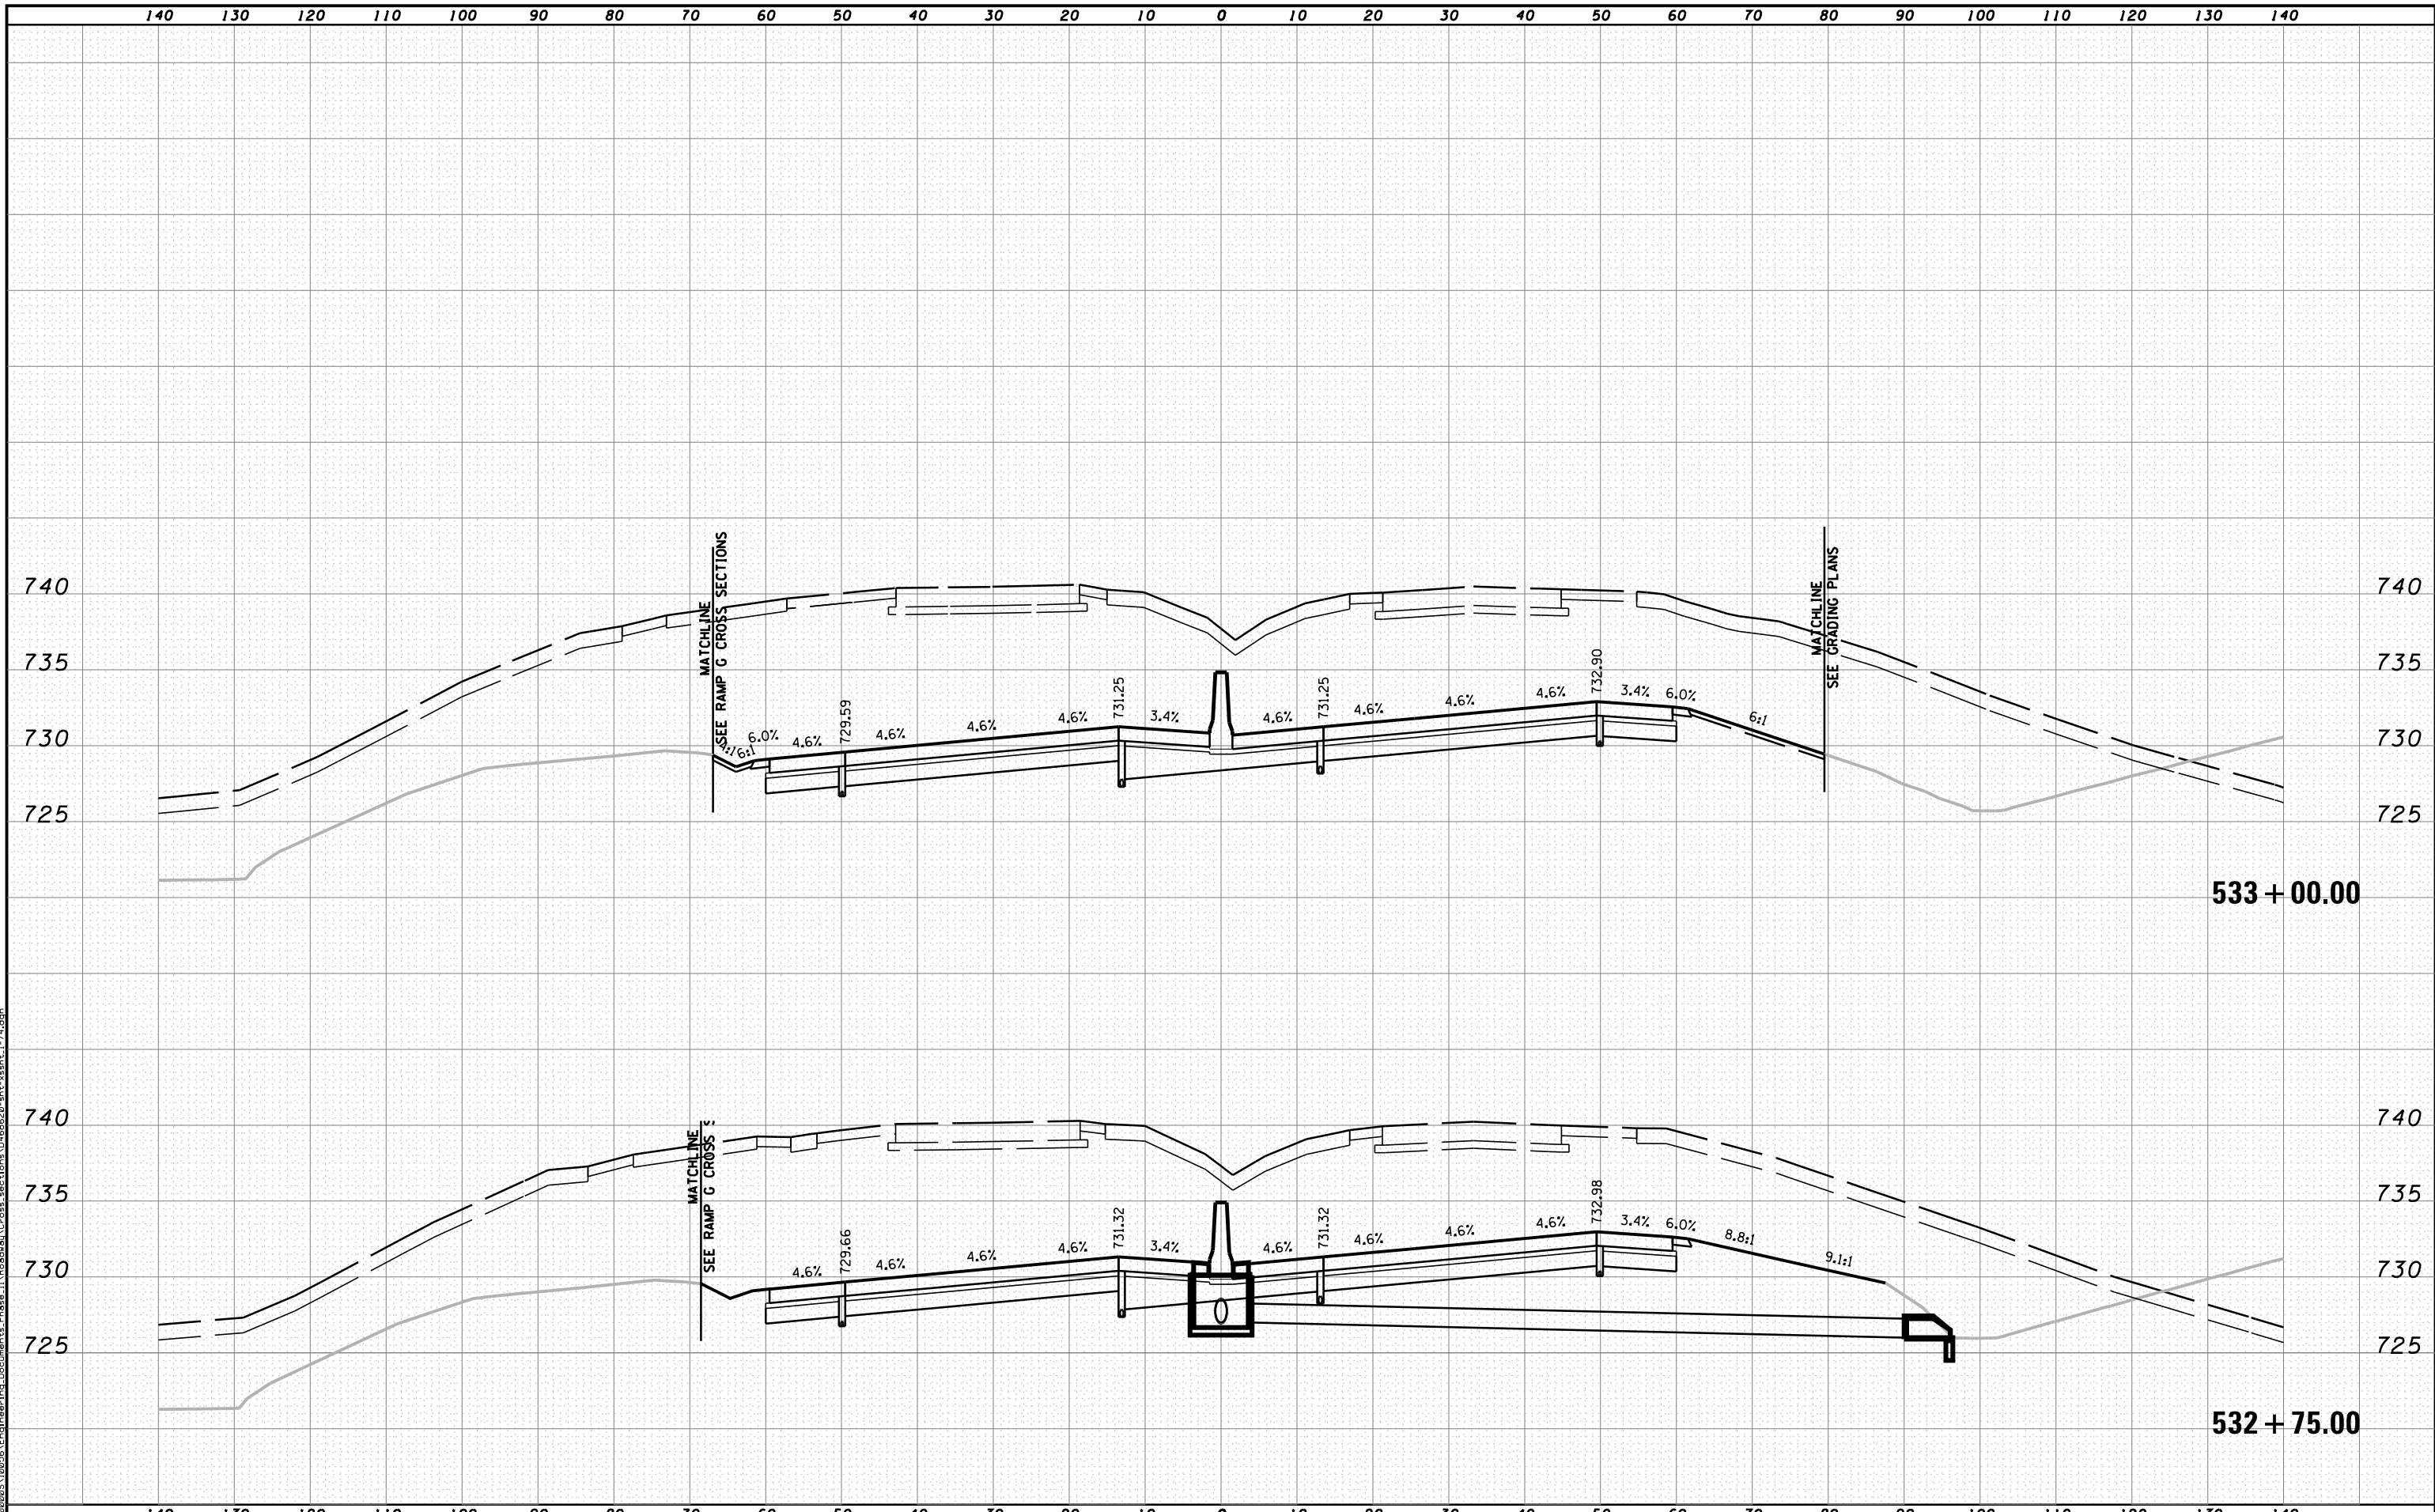 140 130 120 110 100 90 80 70 60 50 40 30 20 10 0 10 20 30 40 50 60 70 80 90 100 110 120 130 140
MATCHLINE
SEE RAMP G CROSS SECTIONS
MATCHLINE
SEE GRADING PLANS
740 740
735 735
730 730
725 725
4:1 6:1 6.0% 4.6% 729.59 4.6% 4.6% 4.6% 731.25 3.4% 4.6% 731.25 4.6% 4.6% 4.6% 732.90 3.4% 6.0% 6:1
533+00.00
MATCHLINE
SEE RAMP G CROSS S
740 740
735 735
730 730
725 725
4.6% 729.66 4.6% 4.6% 4.6% 731.32 3.4% 4.6% 731.32 4.6% 4.6% 4.6% 732.98 3.4% 6.0% 8.8:1 9.1:1
532+75.00